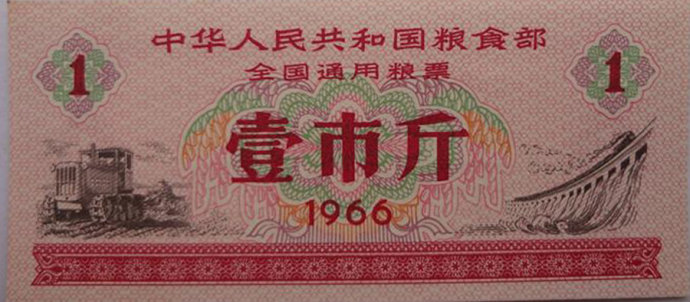 中华人民共和国粮食部
全国通用粮票
1 1
壹市斤
1966